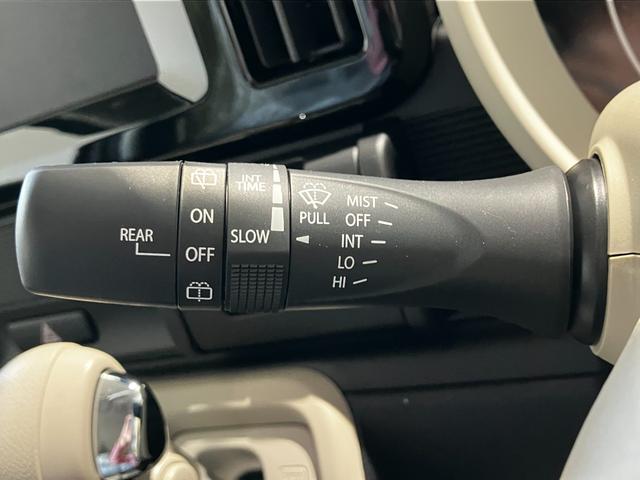 REAR
ON
OFF
INT
TIME
SLOW
PULL
MIST
OFF
INT
LO
HI